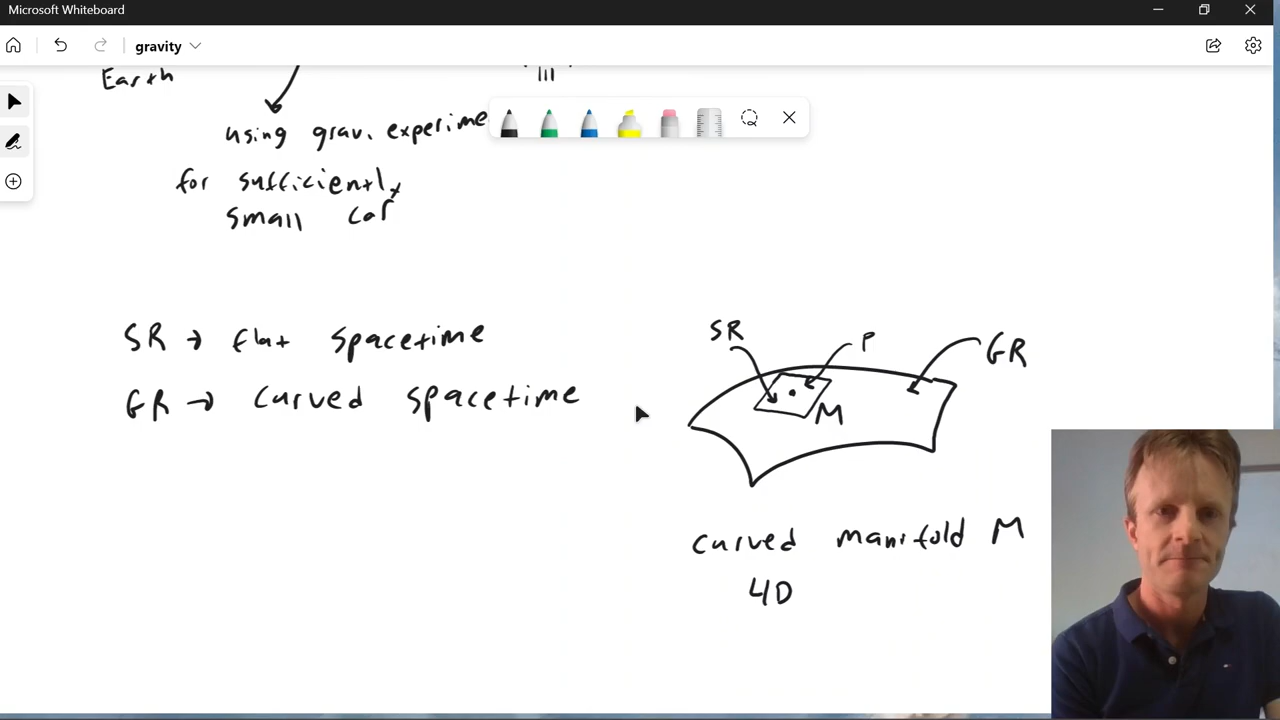 Microsoft Whiteboard
gravity
Earth
using grav. experime
for sufficiently
small car
SR → flat spacetime
GR → curved spacetime
SR
P
GR
M
curved manifold M
4D